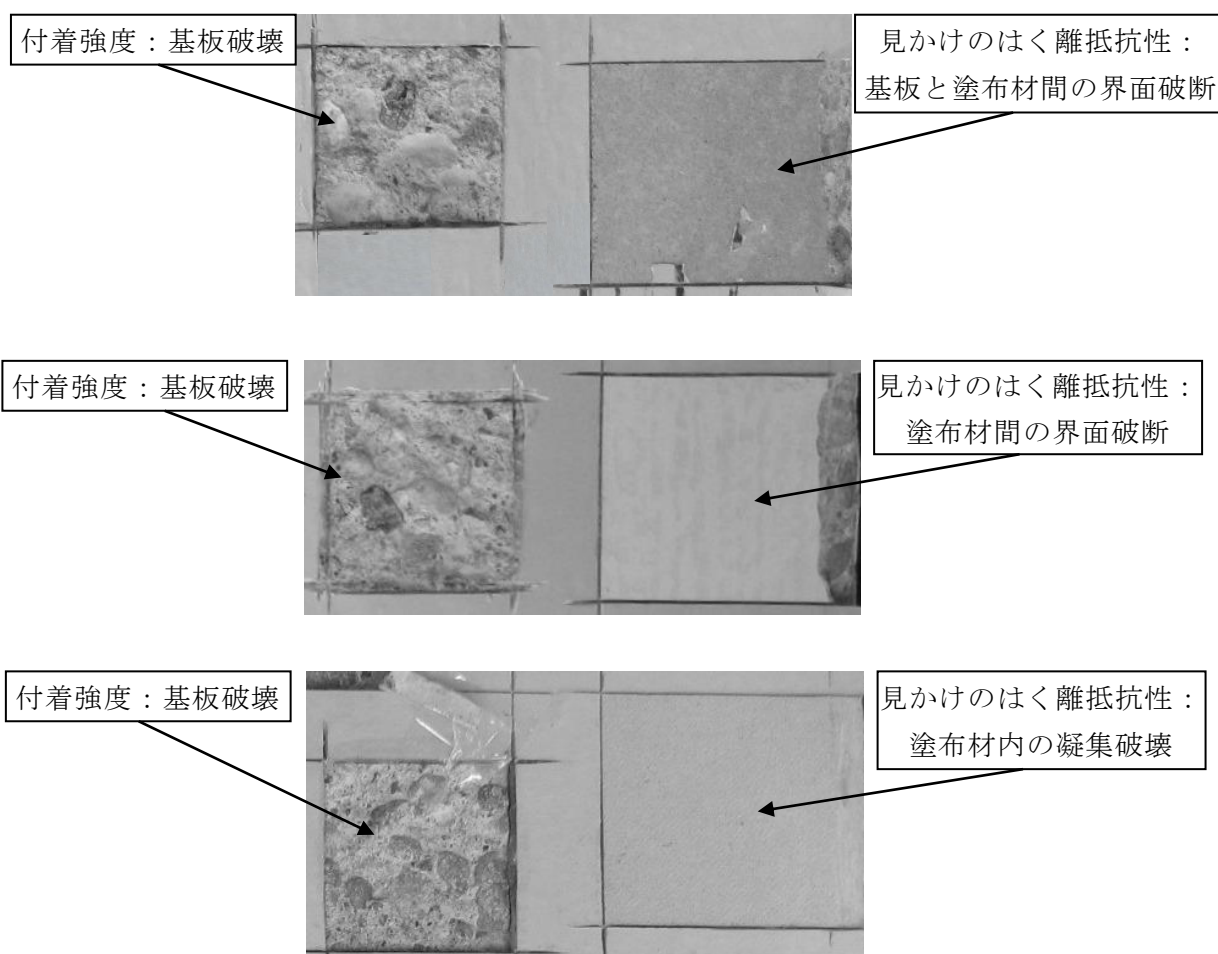 付着強度：基板破壊
見かけのはく離抵抗性：
基板と塗布材間の界面破断
付着強度：基板破壊
見かけのはく離抵抗性：
塗布材間の界面破断
付着強度：基板破壊
見かけのはく離抵抗性：
塗布材内の凝集破壊